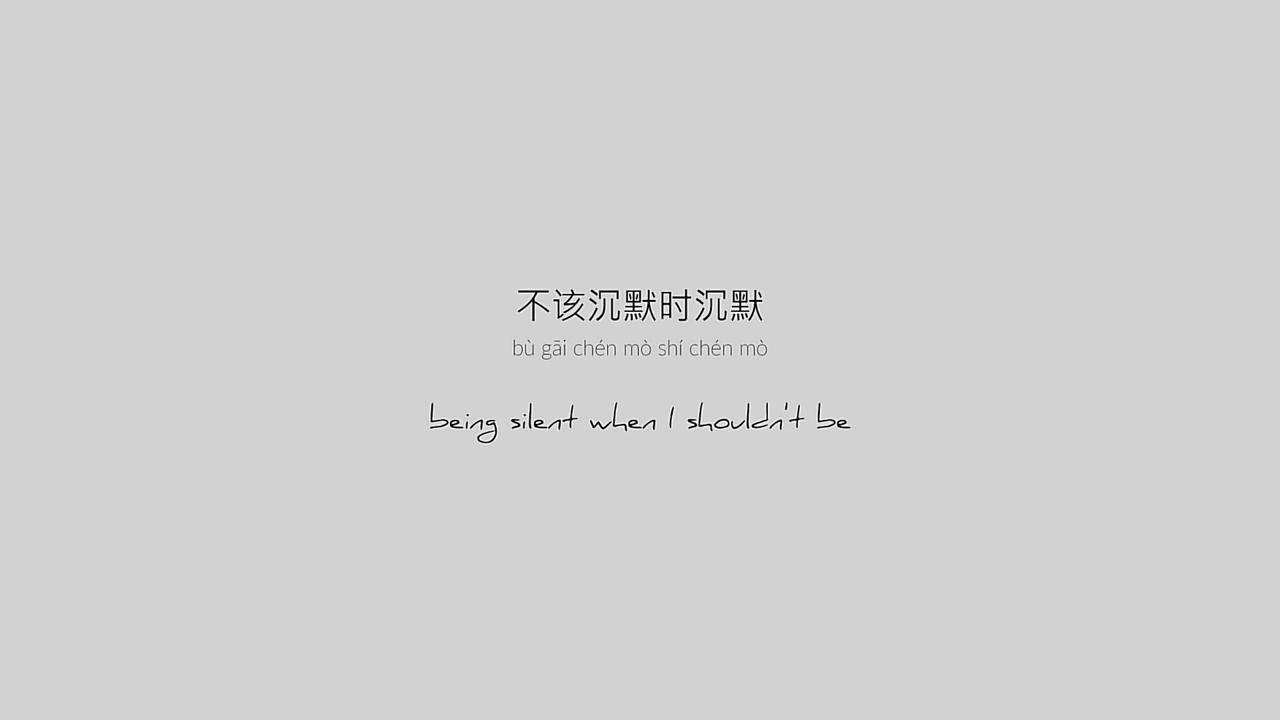 不该沉默时沉默
bù gāi chén mò shí chén mò
being silent when I shouldn't be